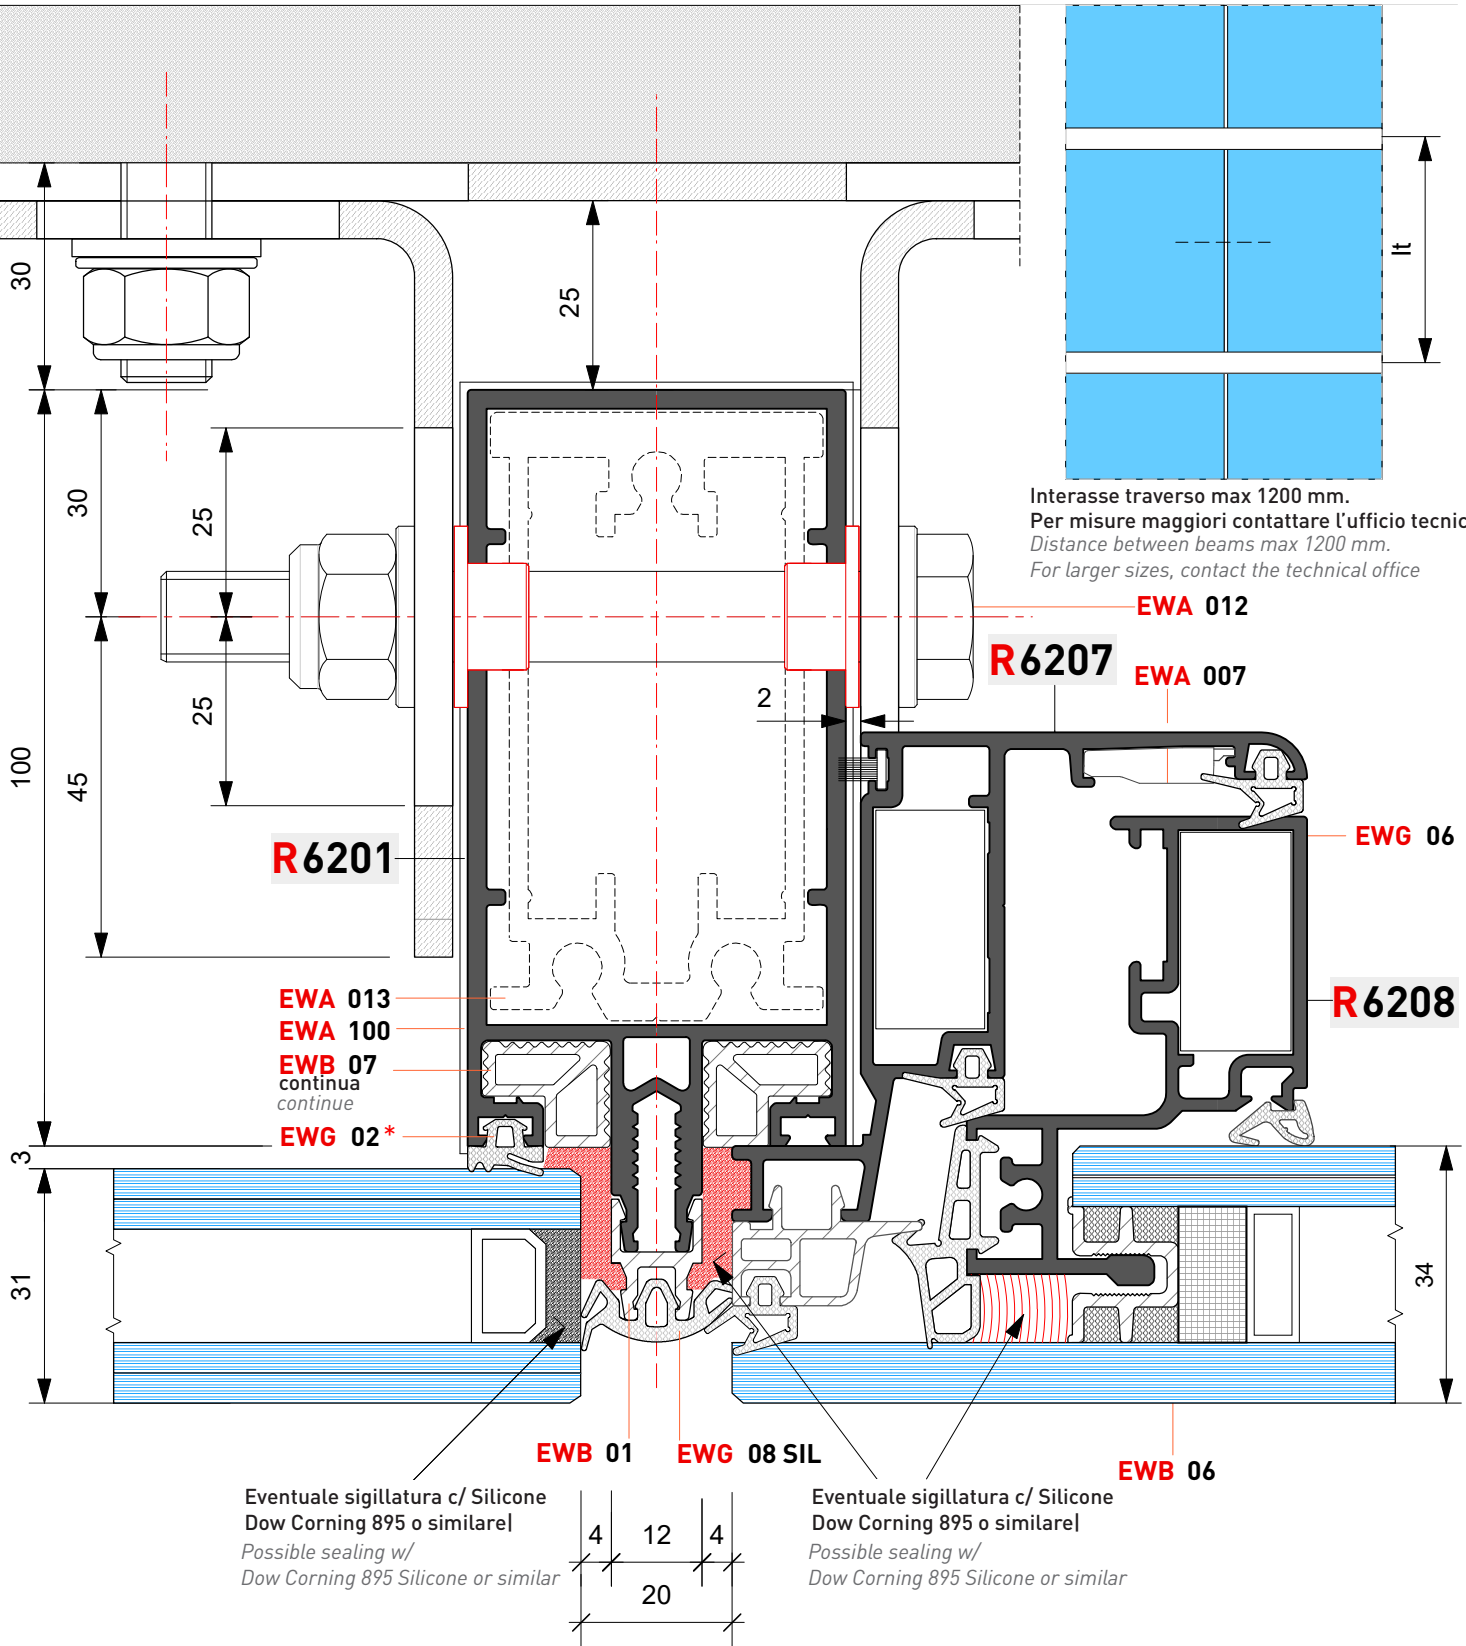 30
25
lt
Interasse traverso max 1200 mm.
Per misure maggiori contattare l'ufficio tecnic
Distance between beams max 1200 mm.
For larger sizes, contact the technical office
30
25
EWA 012
R6207
EWA 007
2
25
100
45
R6201
EWG 06
EWA 013
R6208
EWA 100
EWB 07
continua
continue
EWG 02*
3
31
34
EWB 01
EWG 08 SIL
EWB 06
Eventuale sigillatura c/ Silicone
Dow Corning 895 o similare|
Possible sealing w/
Dow Corning 895 Silicone or similar
Eventuale sigillatura c/ Silicone
Dow Corning 895 o similare|
Possible sealing w/
Dow Corning 895 Silicone or similar
4 12 4
20